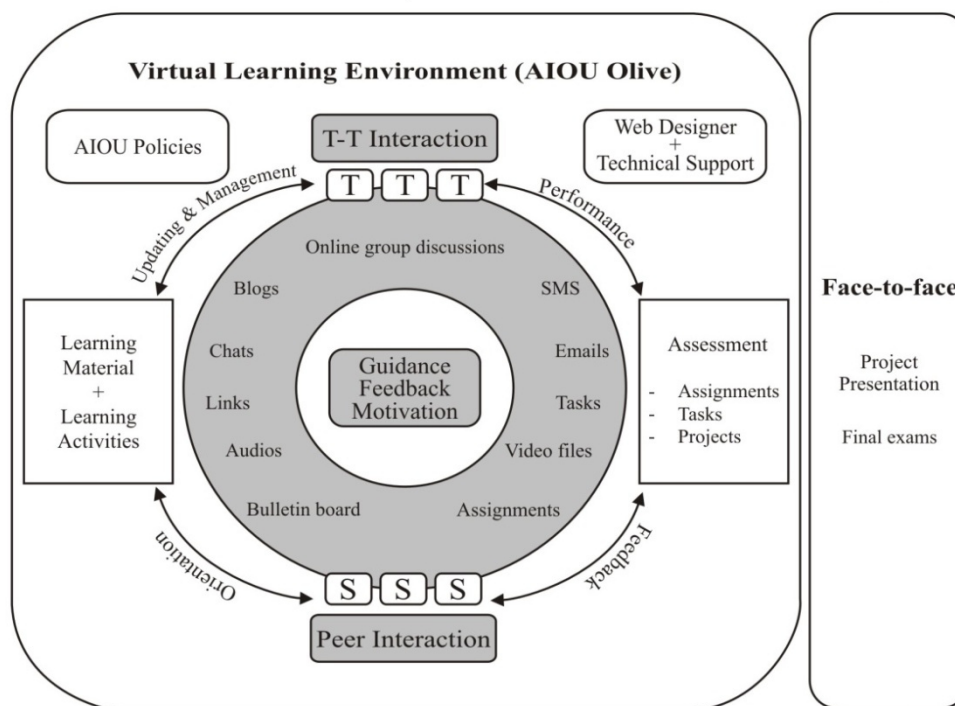 Virtual Learning Environment (AIOU Olive)
AIOU Policies
T-T Interaction
Web Designer
+
Technical Support
T T T
Updating & Management
Performance
Online group discussions
Blogs
SMS
Chats
Emails
Links
Tasks
Audios
Video files
Bulletin board
Assignments
Guidance
Feedback
Motivation
Learning
Material
+
Learning
Activities
Assessment
- Assignments
- Tasks
- Projects
Orientation
Feedback
S S S
Peer Interaction
Face-to-face
Project
Presentation
Final exams